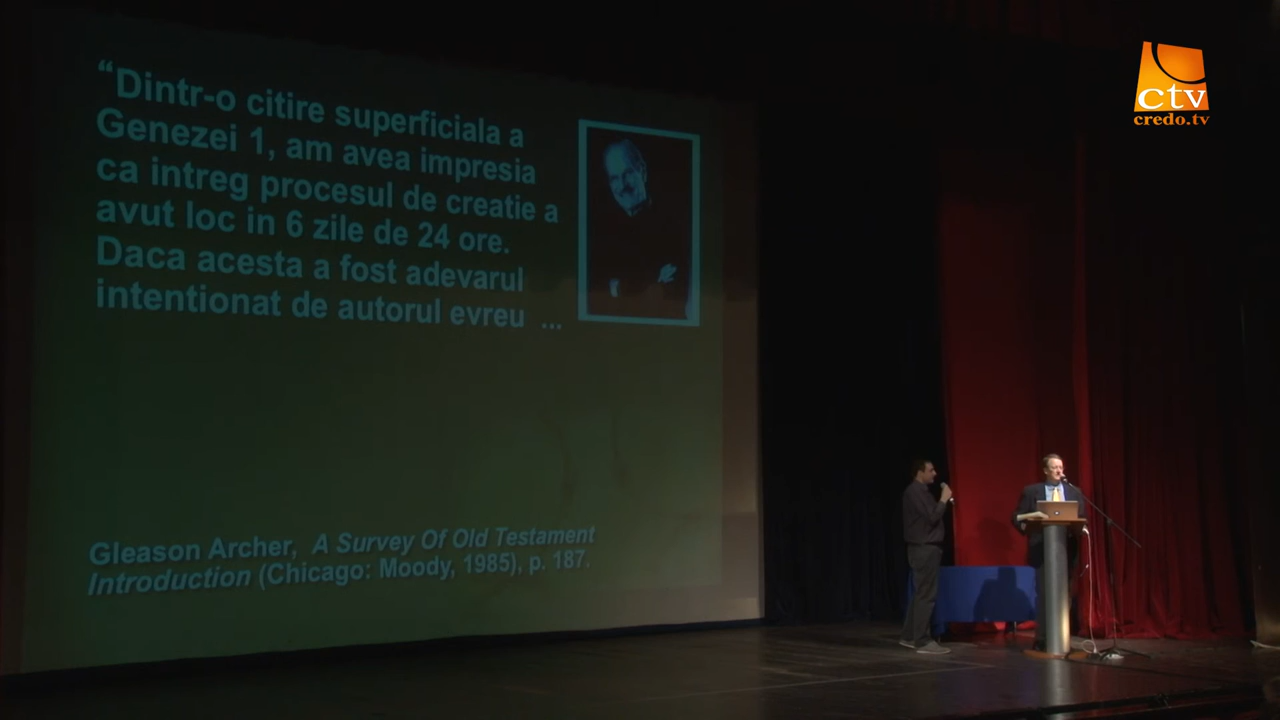 “Dintr-o citire superficiala a
Genezei 1, am avea impresia
ca intreg procesul de creatie a
avut loc in 6 zile de 24 ore.
Daca acesta a fost adevarul
intentionat de autorul evreu ...
Gleason Archer, A Survey Of Old Testament
Introduction (Chicago: Moody, 1985), p. 187.
ctv
credo.tv